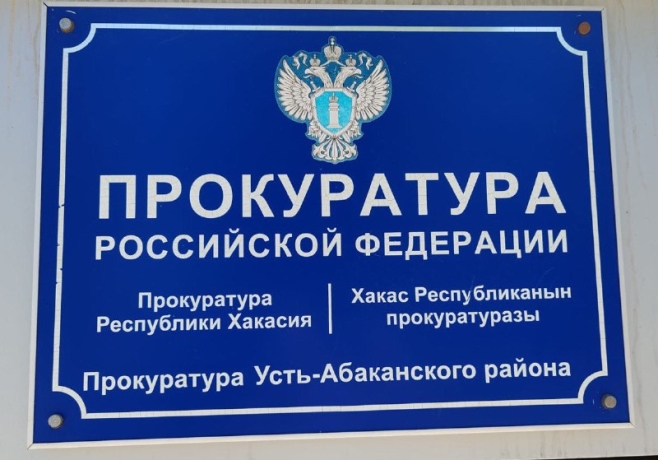 ПРОКУРАТУРА
РОССИЙСКОЙ ФЕДЕРАЦИИ
Прокуратура
Республики Хакасия
Хакас Республиканын
прокуратуразы
Прокуратура Усть-Абаканского района